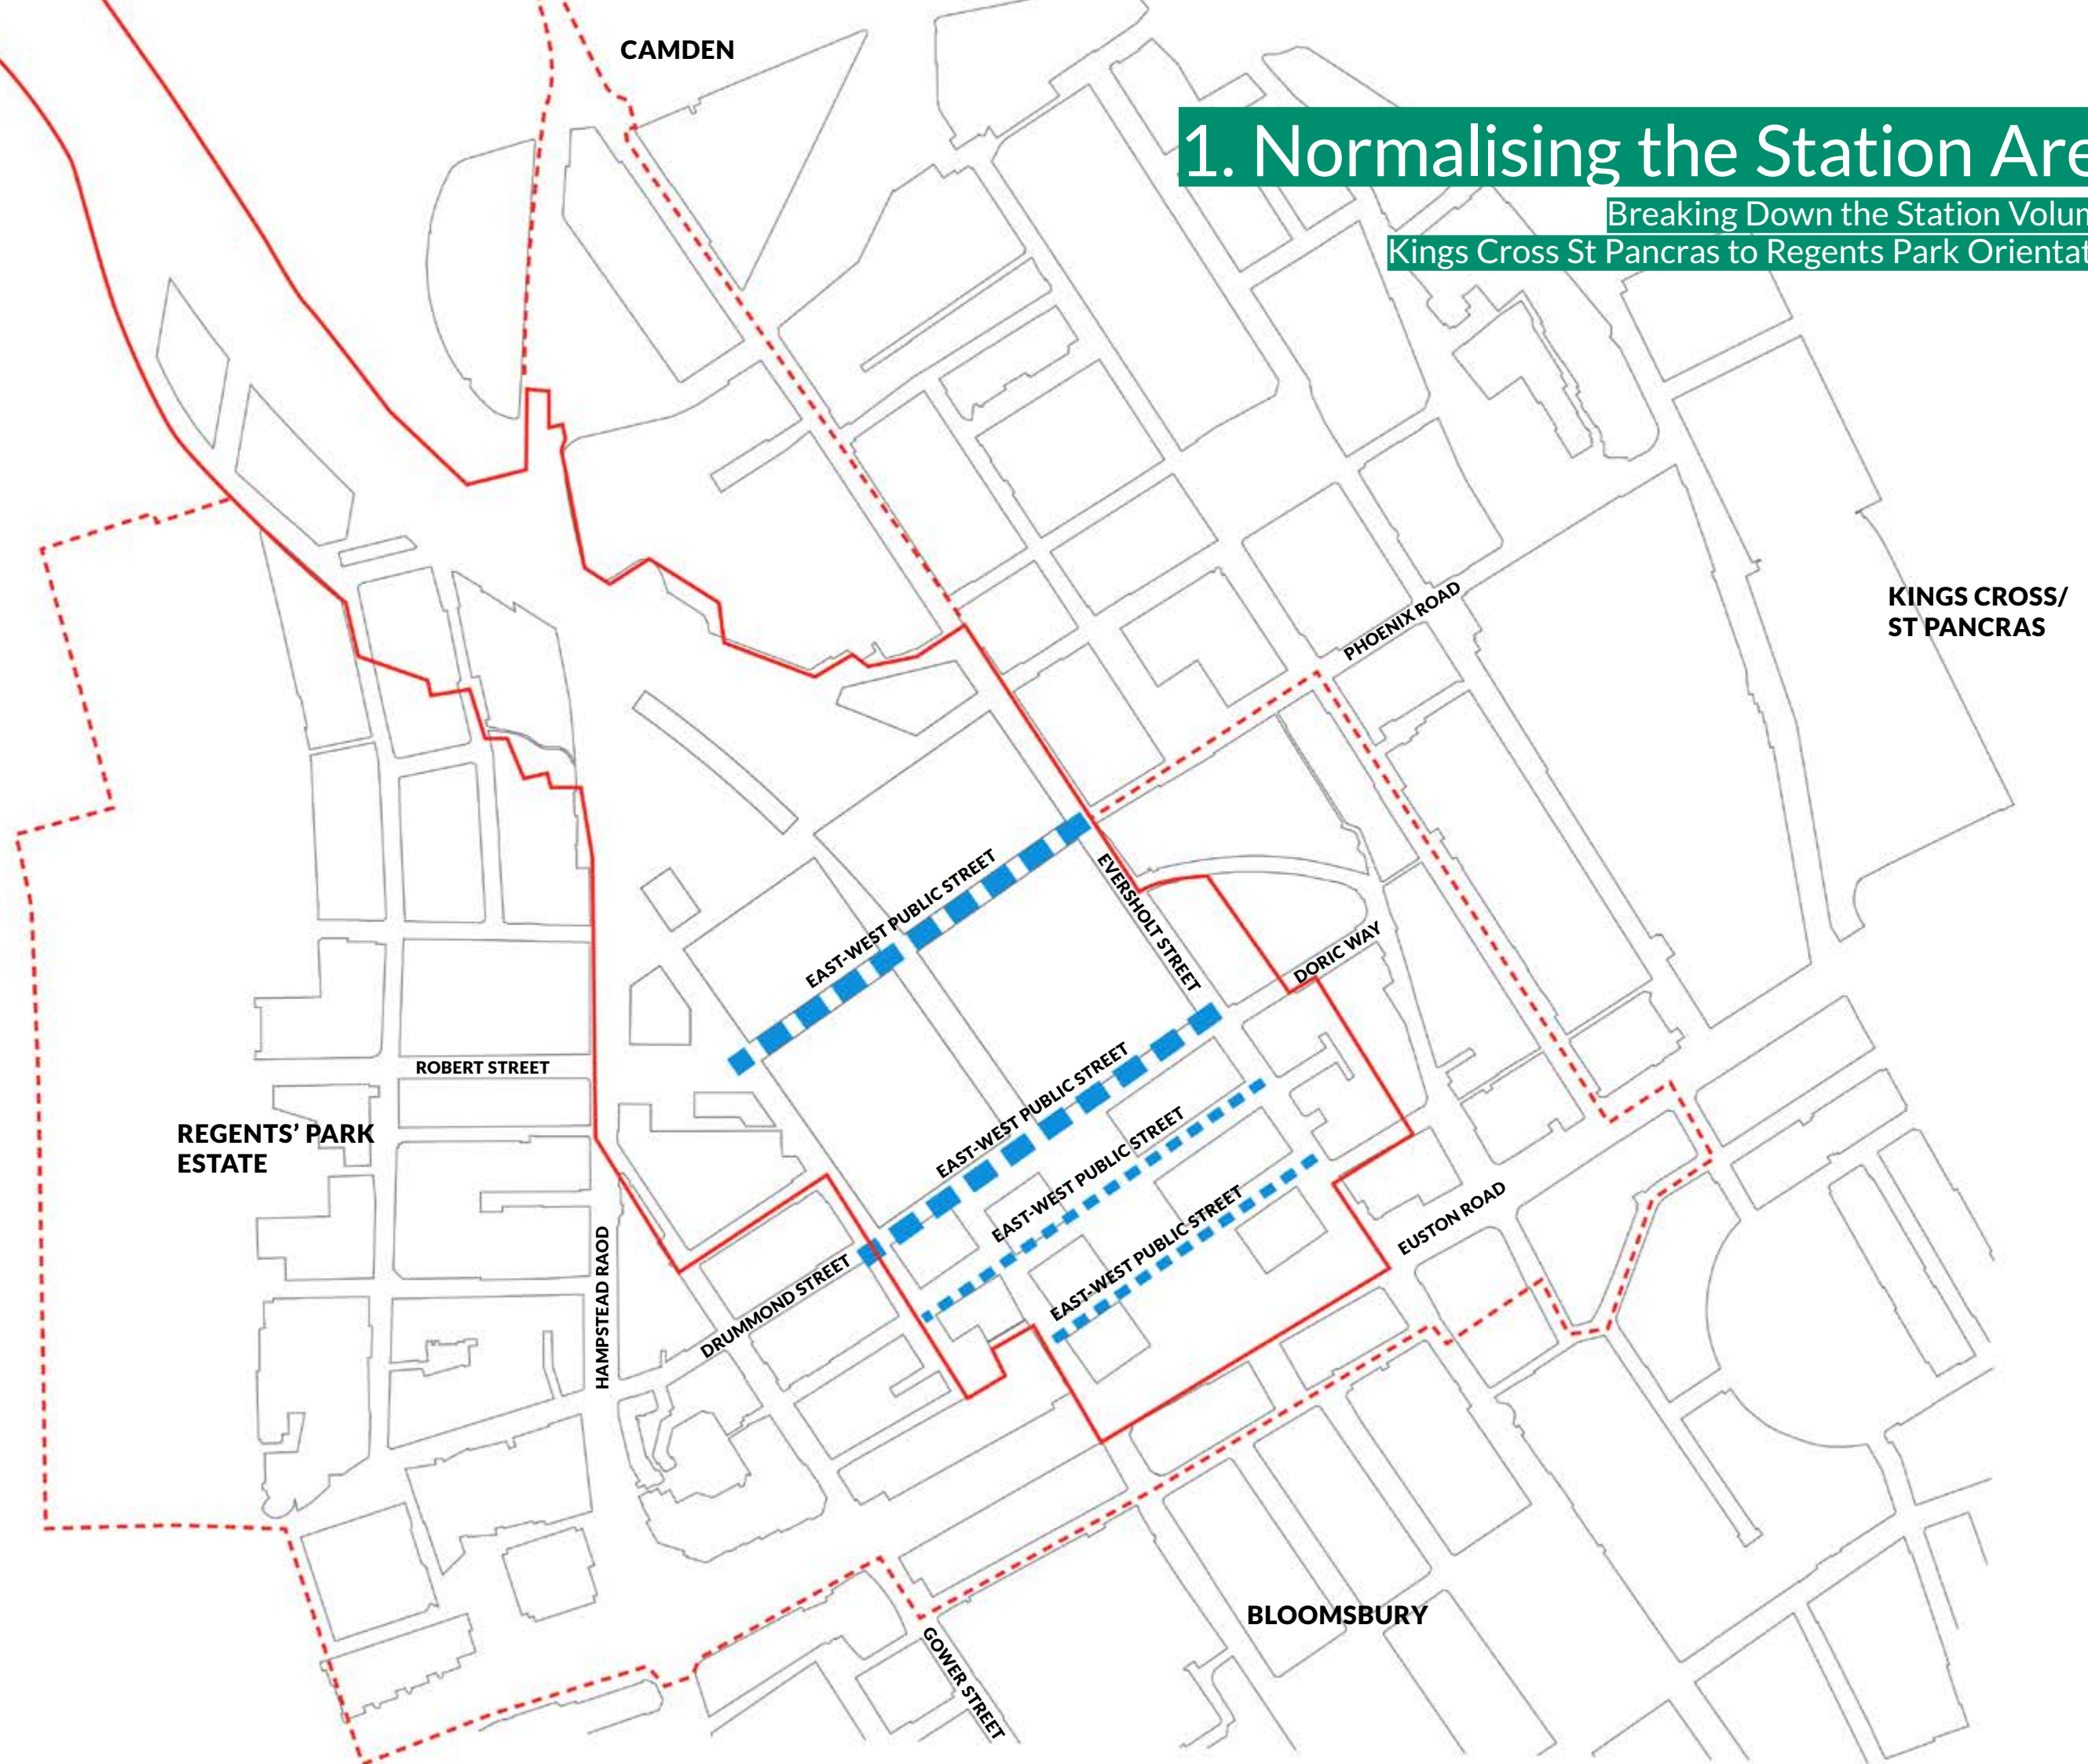 CAMDEN
1. Normalising the Station Are
Breaking Down the Station Volum
Kings Cross St Pancras to Regents Park Orientat
KINGS CROSS/
ST PANCRAS
PHOENIX ROAD
EAST-WEST PUBLIC STREET
EVERSHOLT STREET
DORIC WAY
ROBERT STREET
EAST-WEST PUBLIC STREET
REGENTS' PARK
ESTATE
EAST-WEST PUBLIC STREET
EAST-WEST PUBLIC STREET
EUSTON ROAD
HAMPSTEAD RAOD
DRUMMOND STREET
BLOOMSBURY
GOWER STREET